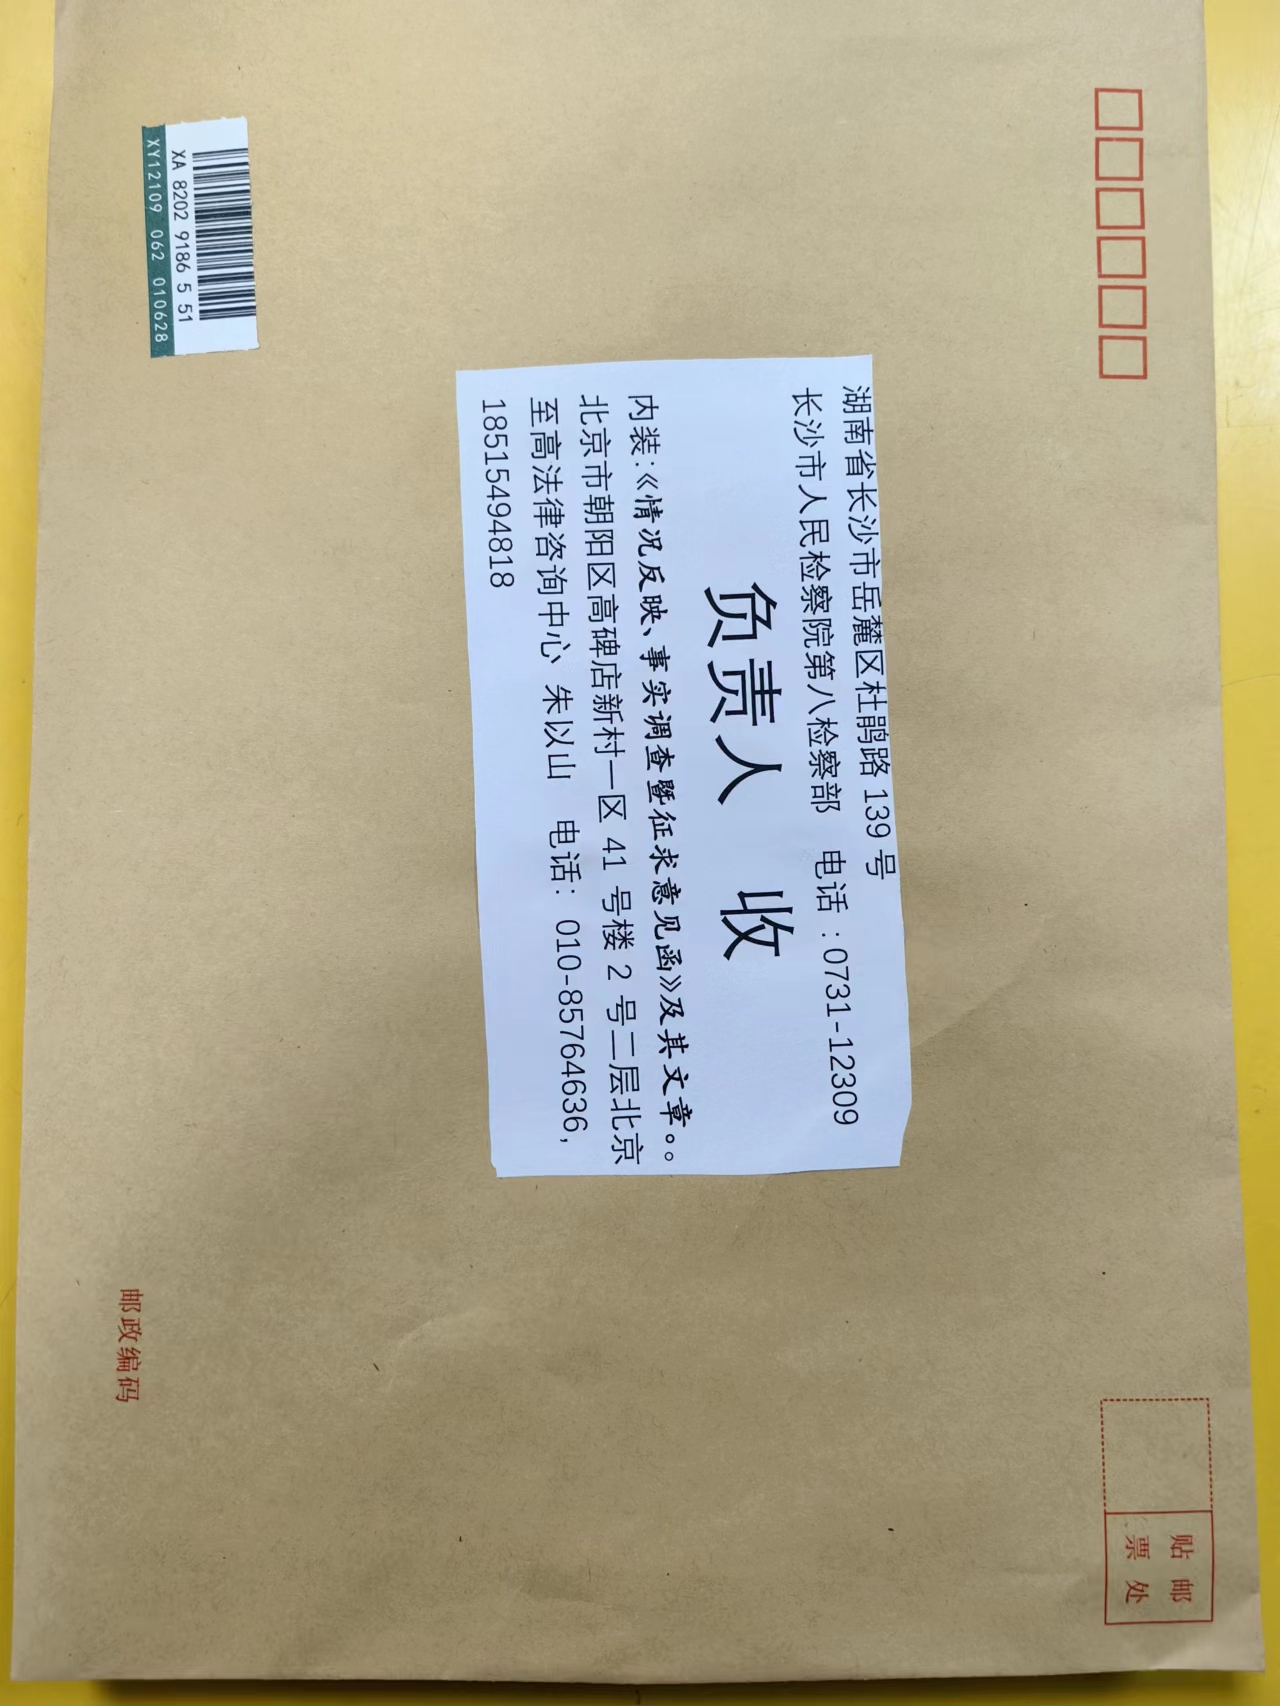 湖南省长沙市岳麓区杜鹃路 139 号
长沙市人民检察院第八检察部 电话:0731-12309
负责人 收
内装:《情况反映、事实调查暨征求意见函》及其文章。。
北京市朝阳区高碑店新村一区 41 号楼 2 号二层北京
至高法律咨询中心 朱以山 电话: 010-85764636,
18515494818
XA 8202 9186 5 51
XY12109 062 010628
贴 邮
票 处
邮政编码